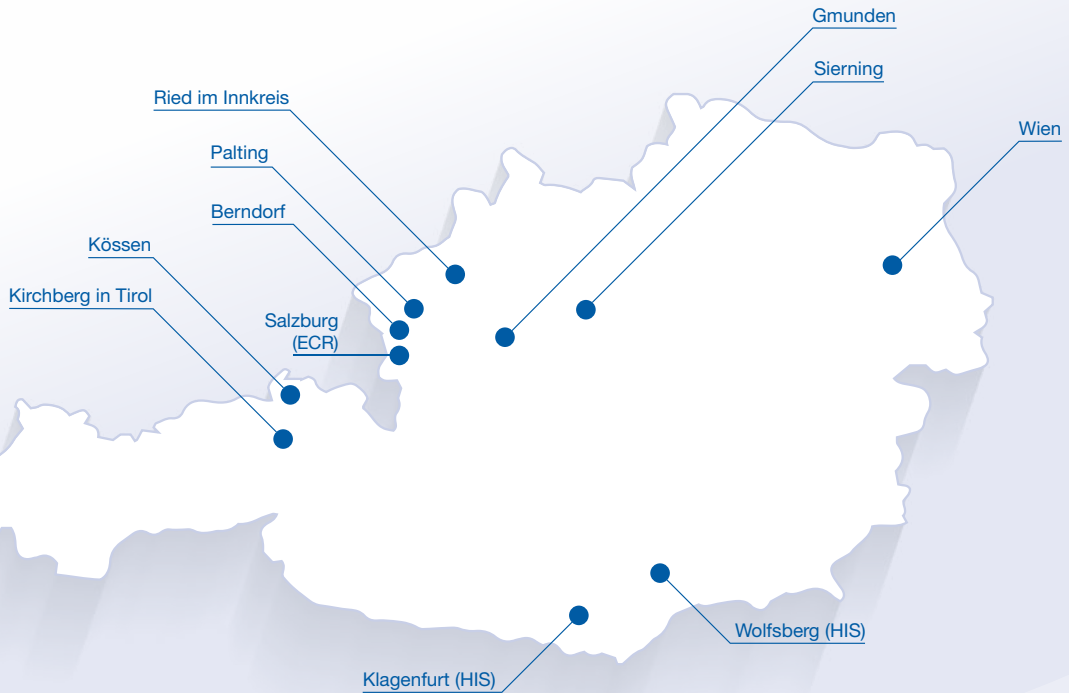 Gmunden
Sierning
Ried im Innkreis
Wien
Palting
Berndorf
Kössen
Kirchberg in Tirol
Salzburg
(ECR)
Wolfsberg (HIS)
Klagenfurt (HIS)